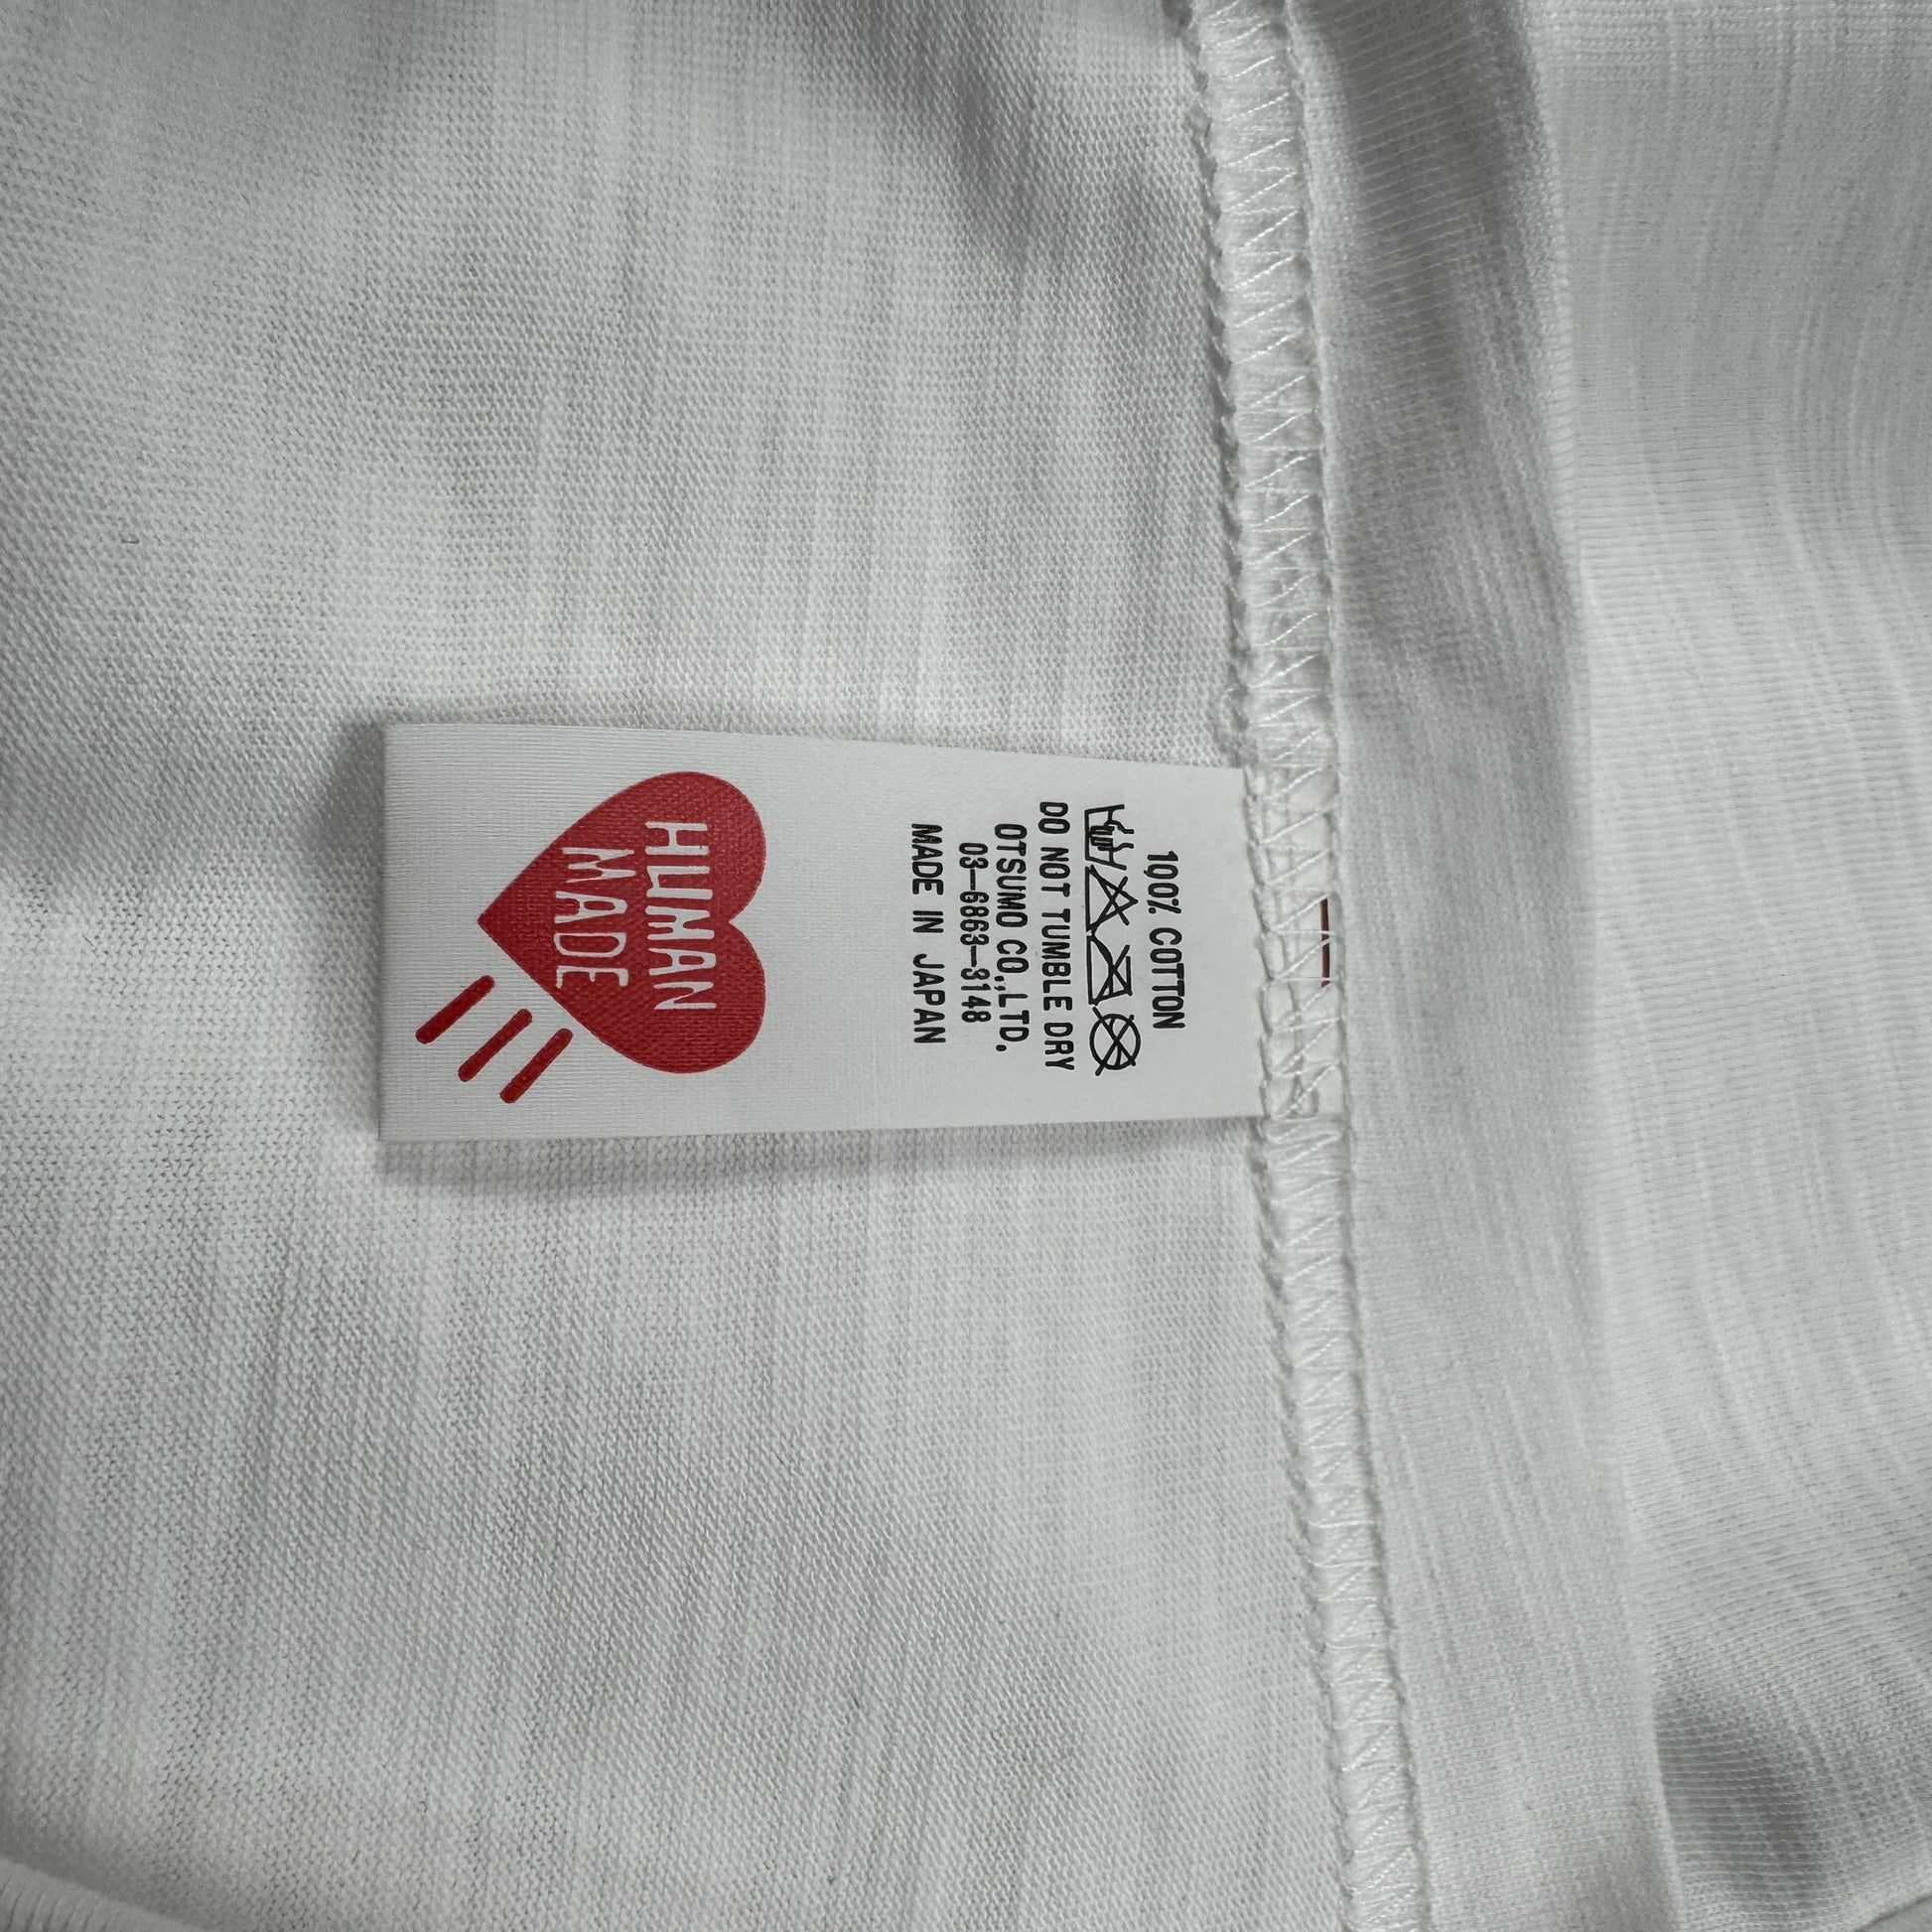 100% COTTON
DO NOT TUMBLE DRY
OTSUMO CO.,LTD.
03-6863-3148
MADE IN JAPAN
HUMAN
MADE